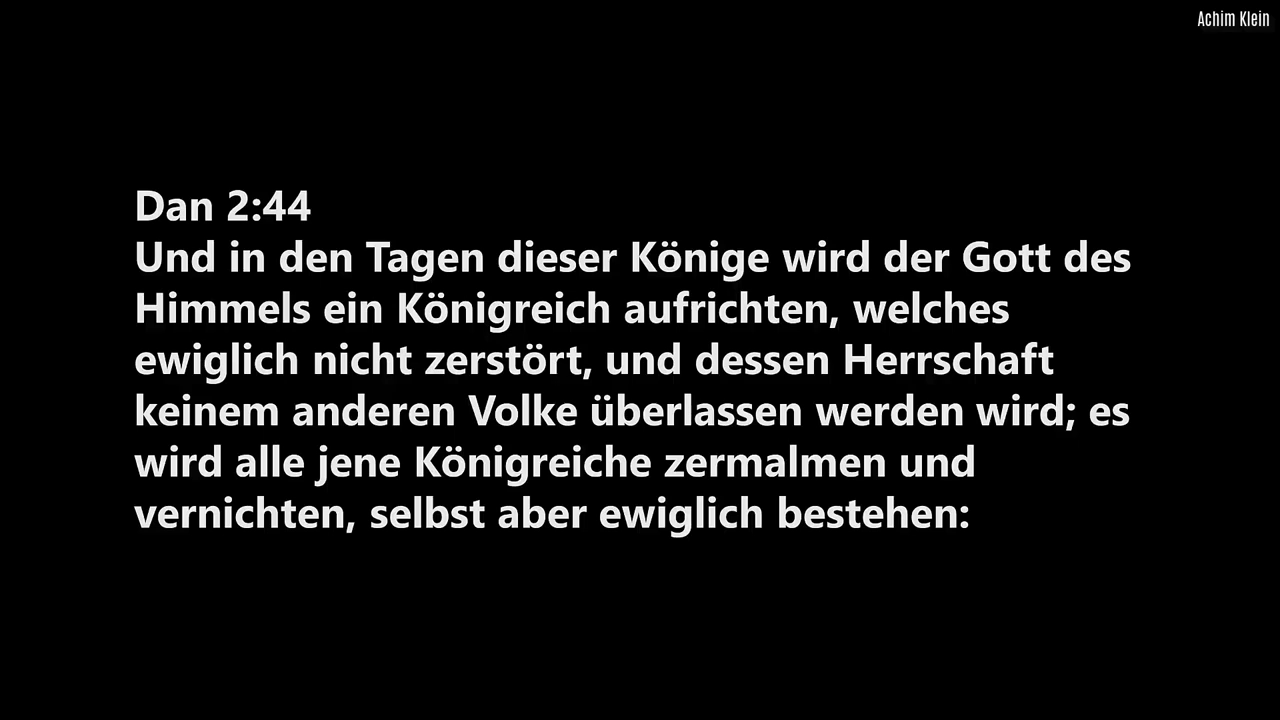 Achim Klein
Dan 2:44
Und in den Tagen dieser Könige wird der Gott des
Himmels ein Königreich aufrichten, welches
ewiglich nicht zerstört, und dessen Herrschaft
keinem anderen Volke überlassen werden wird; es
wird alle jene Königreiche zermalmen und
vernichten, selbst aber ewiglich bestehen: